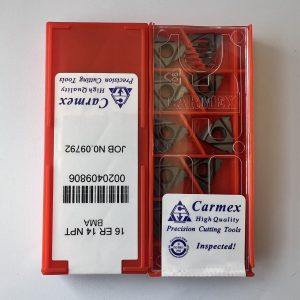 Carmex
High Quality
Precision Cutting Tools
JOB NO.09792
0020409806
16 ER 14 NPT
BMA
CARMEX
Carmex
High Quality
Precision Cutting Tools
Inspected!